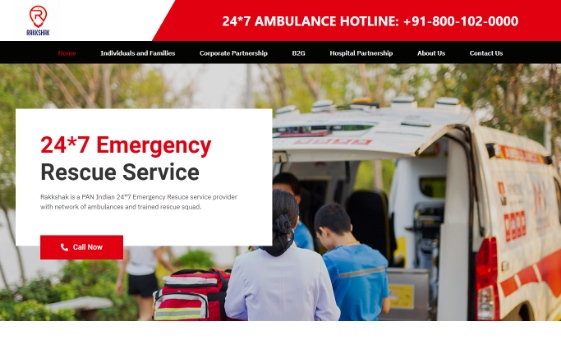 RAKKSHAK
24*7 AMBULANCE HOTLINE: +91-800-102-0000
Home Individuals and Families Corporate Partnership B2G Hospital Partnership About Us Contact Us
24*7 Emergency
Rescue Service
Rakkshak is a PAN Indian 24*7 Emergency Resuce service provider
with network of ambulances and trained rescue squad.
Call Now